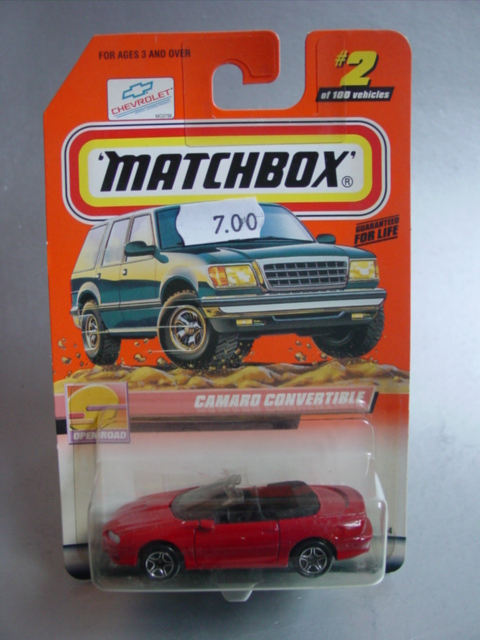 FOR AGES 3 AND OVER
CHEVROLET
#2
of 100 vehicles
'MATCHBOX'®
7.00
GUARANTEED
FOR LIFE
CAMARO CONVERTIBLE
OPEN ROAD